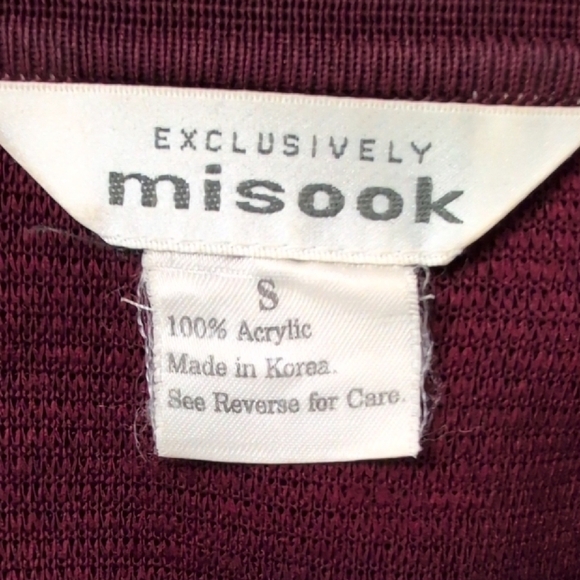 EXCLUSIVELY
misook
S
100% Acrylic
Made in Korea.
See Reverse for Care.